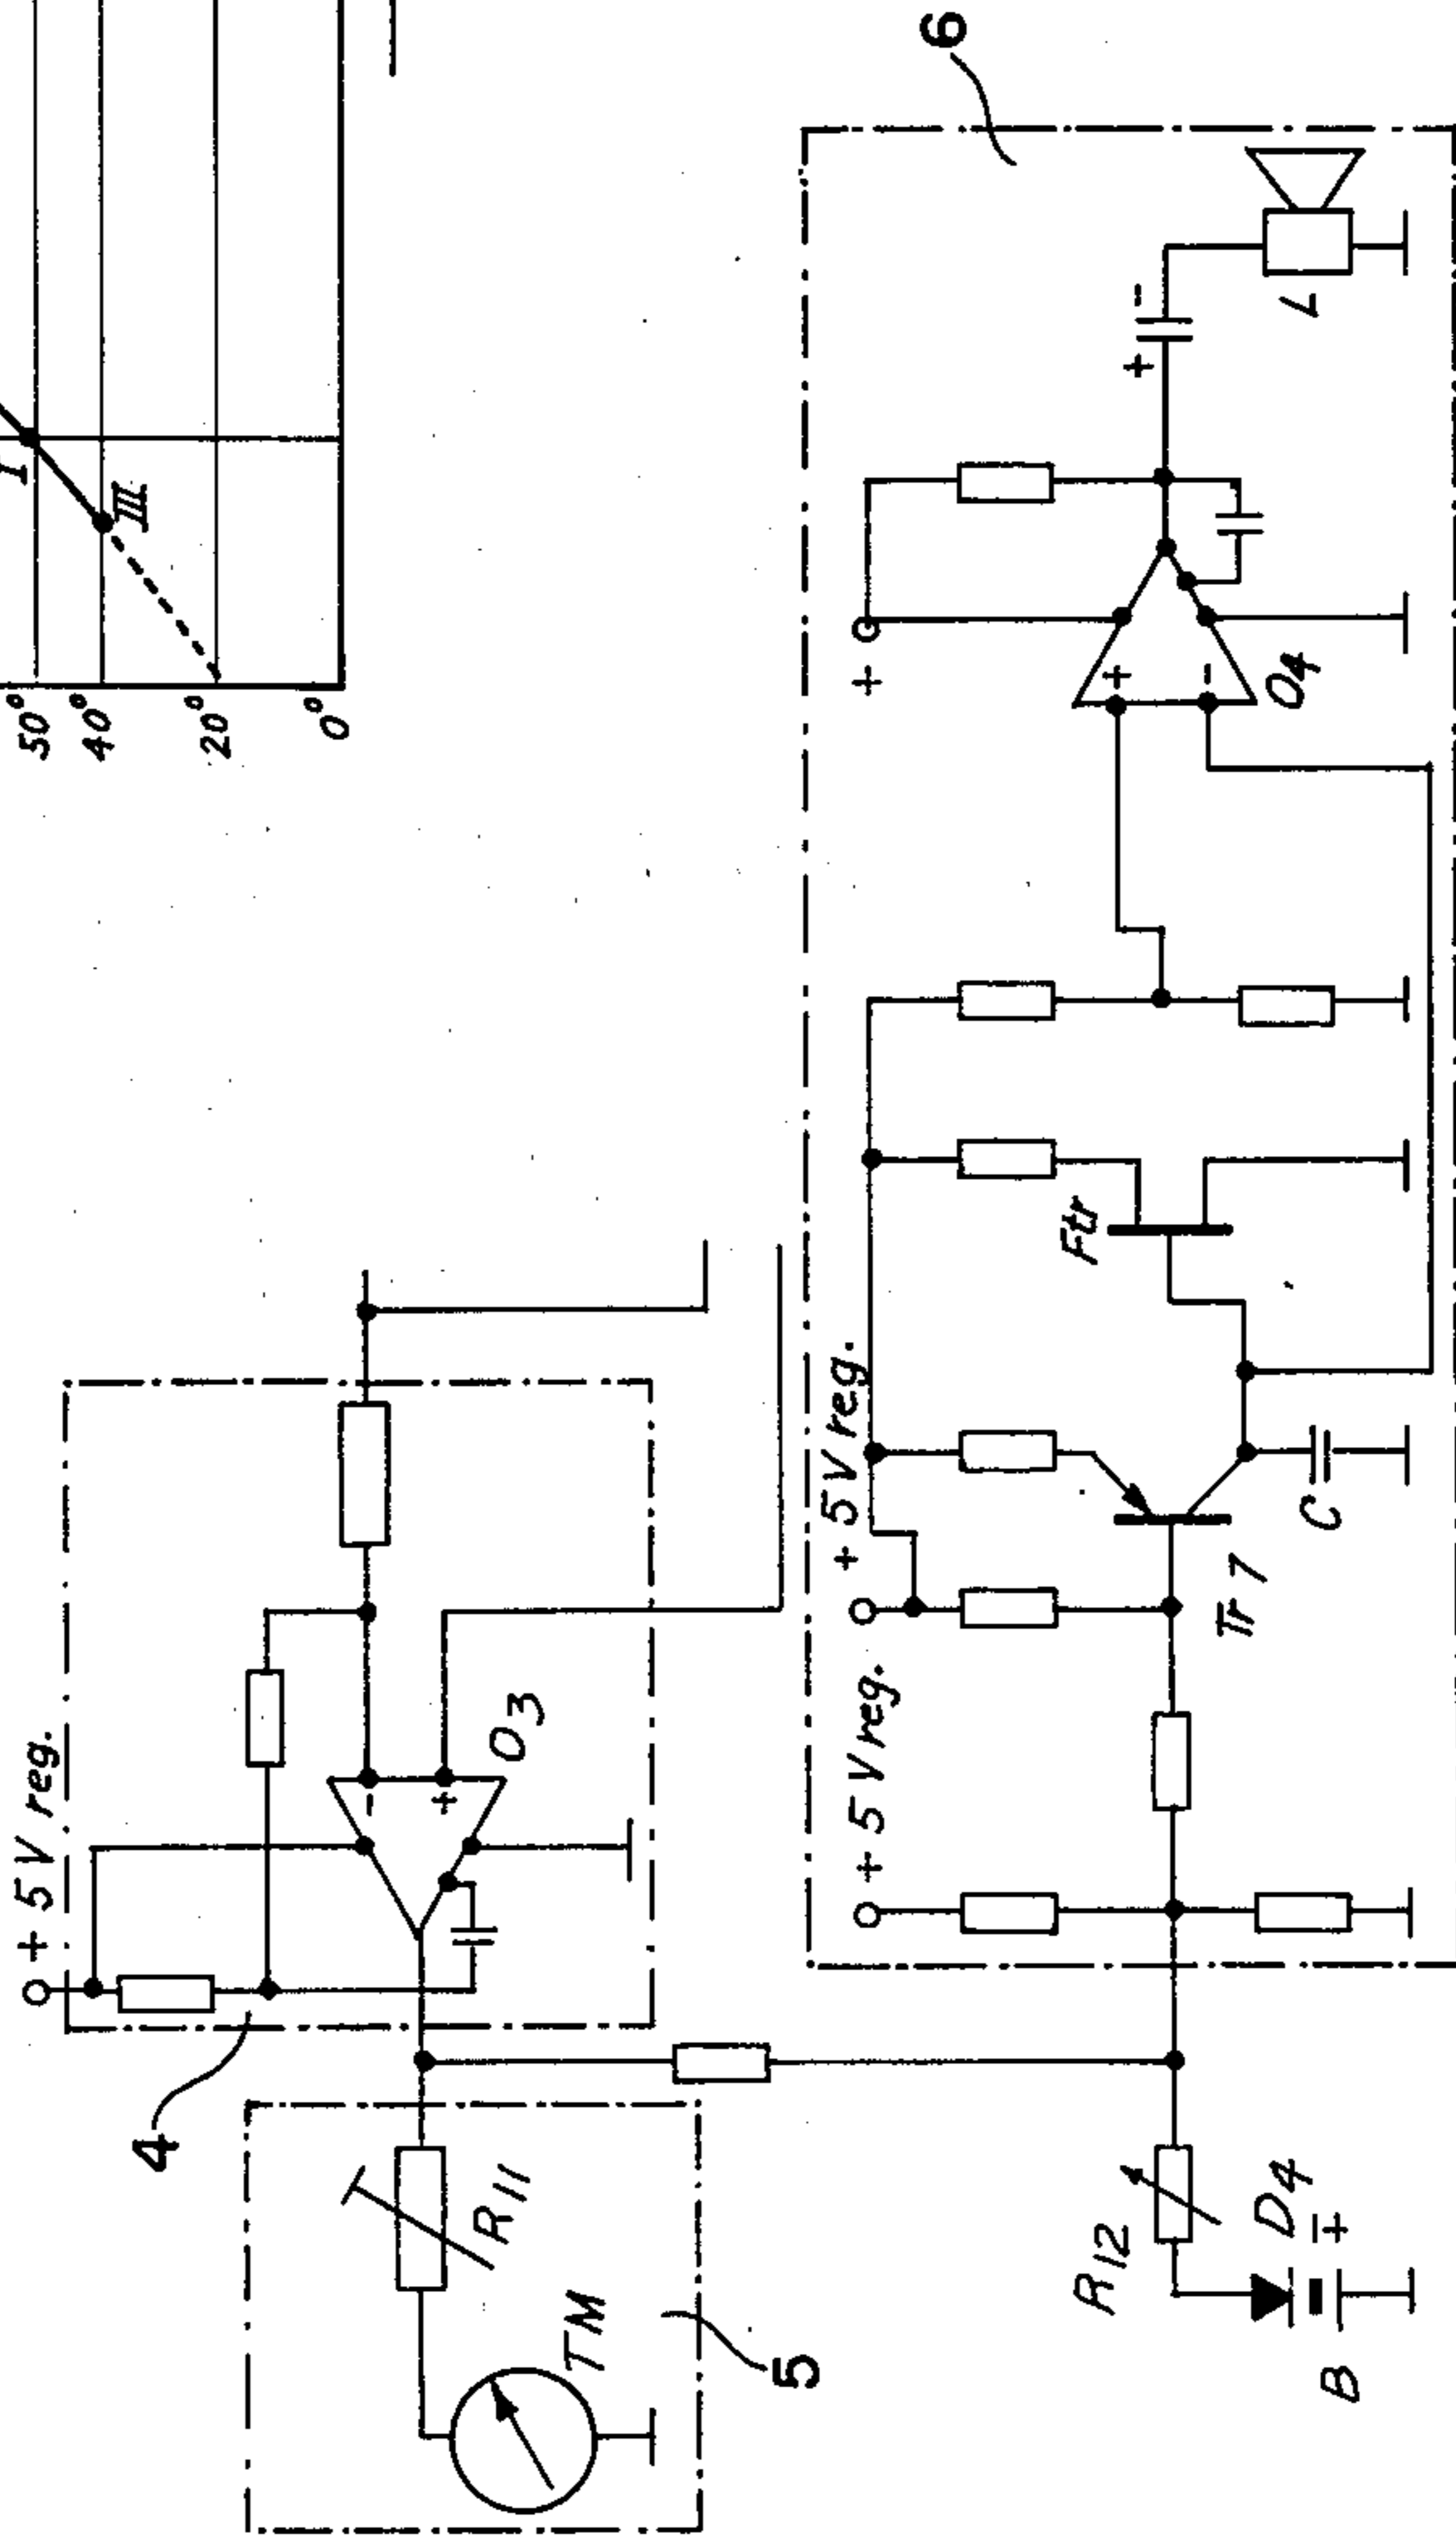 I
III
50°
40°
20°
0°
6
+ 5 V reg.
4
-
+
O3
R11
TM
5
R12
D4
- +
B
+ 5 V reg.
+ 5 V reg.
Tr 7
C
Ftr
+
+
-
O4
+
-
L